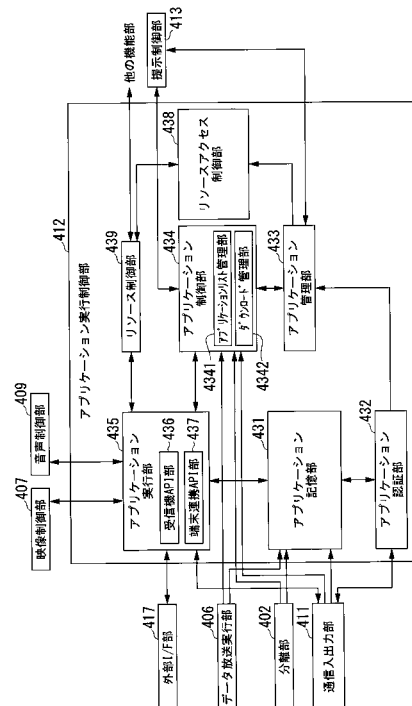 407
映像制御部
409
音声制御部
412
アプリケーション実行制御部
他の機能部
413
提示制御部
435
アプリケーション
実行部
436
受信機API部
437
端末連携API部
439
リソース制御部
434
アプリケーション
制御部
4341
アプリケーションリスト管理部
ダウンロード管理部
4342
438
リソースアクセス
制御部
431
アプリケーション
記憶部
433
アプリケーション
管理部
432
アプリケーション
認証部
417
外部I/F部
406
データ放送実行部
402
分離部
411
通信入出力部